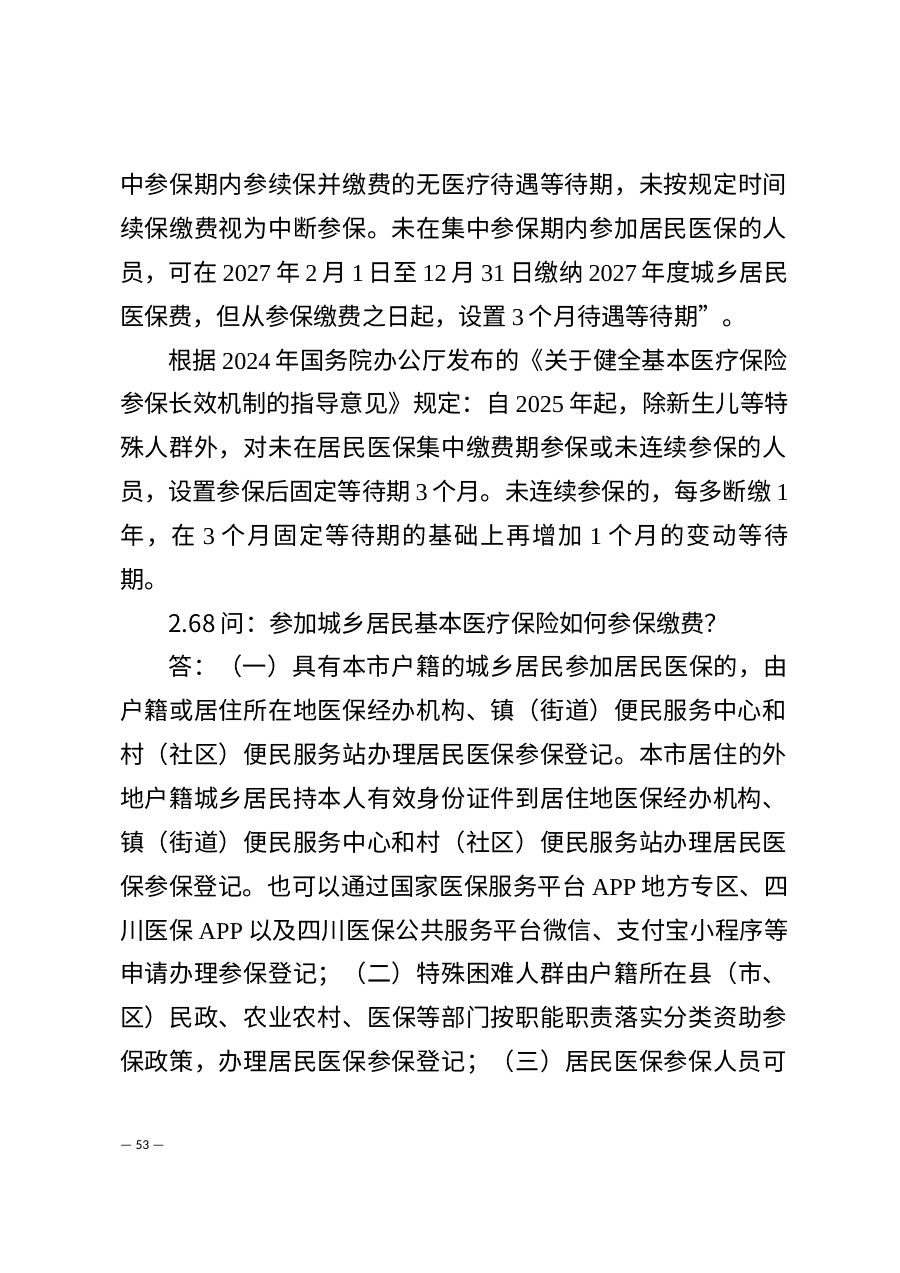 中参保期内参续保并缴费的无医疗待遇等待期，未按规定时间
续保缴费视为中断参保。未在集中参保期内参加居民医保的人
员，可在 2027 年 2 月 1 日至 12 月 31 日缴纳 2027 年度城乡居民
医保费，但从参保缴费之日起，设置 3 个月待遇等待期”。
根据 2024 年国务院办公厅发布的《关于健全基本医疗保险
参保长效机制的指导意见》规定：自 2025 年起，除新生儿等特
殊人群外，对未在居民医保集中缴费期参保或未连续参保的人
员，设置参保后固定等待期 3 个月。未连续参保的，每多断缴 1
年，在 3 个月固定等待期的基础上再增加 1 个月的变动等待
期。
2.68 问：参加城乡居民基本医疗保险如何参保缴费？
答：（一）具有本市户籍的城乡居民参加居民医保的，由
户籍或居住所在地医保经办机构、镇（街道）便民服务中心和
村（社区）便民服务站办理居民医保参保登记。本市居住的外
地户籍城乡居民持本人有效身份证件到居住地医保经办机构、
镇（街道）便民服务中心和村（社区）便民服务站办理居民医
保参保登记。也可以通过国家医保服务平台 APP 地方专区、四
川医保 APP 以及四川医保公共服务平台微信、支付宝小程序等
申请办理参保登记；（二）特殊困难人群由户籍所在县（市、
区）民政、农业农村、医保等部门按职能职责落实分类资助参
保政策，办理居民医保参保登记；（三）居民医保参保人员可
— 53 —